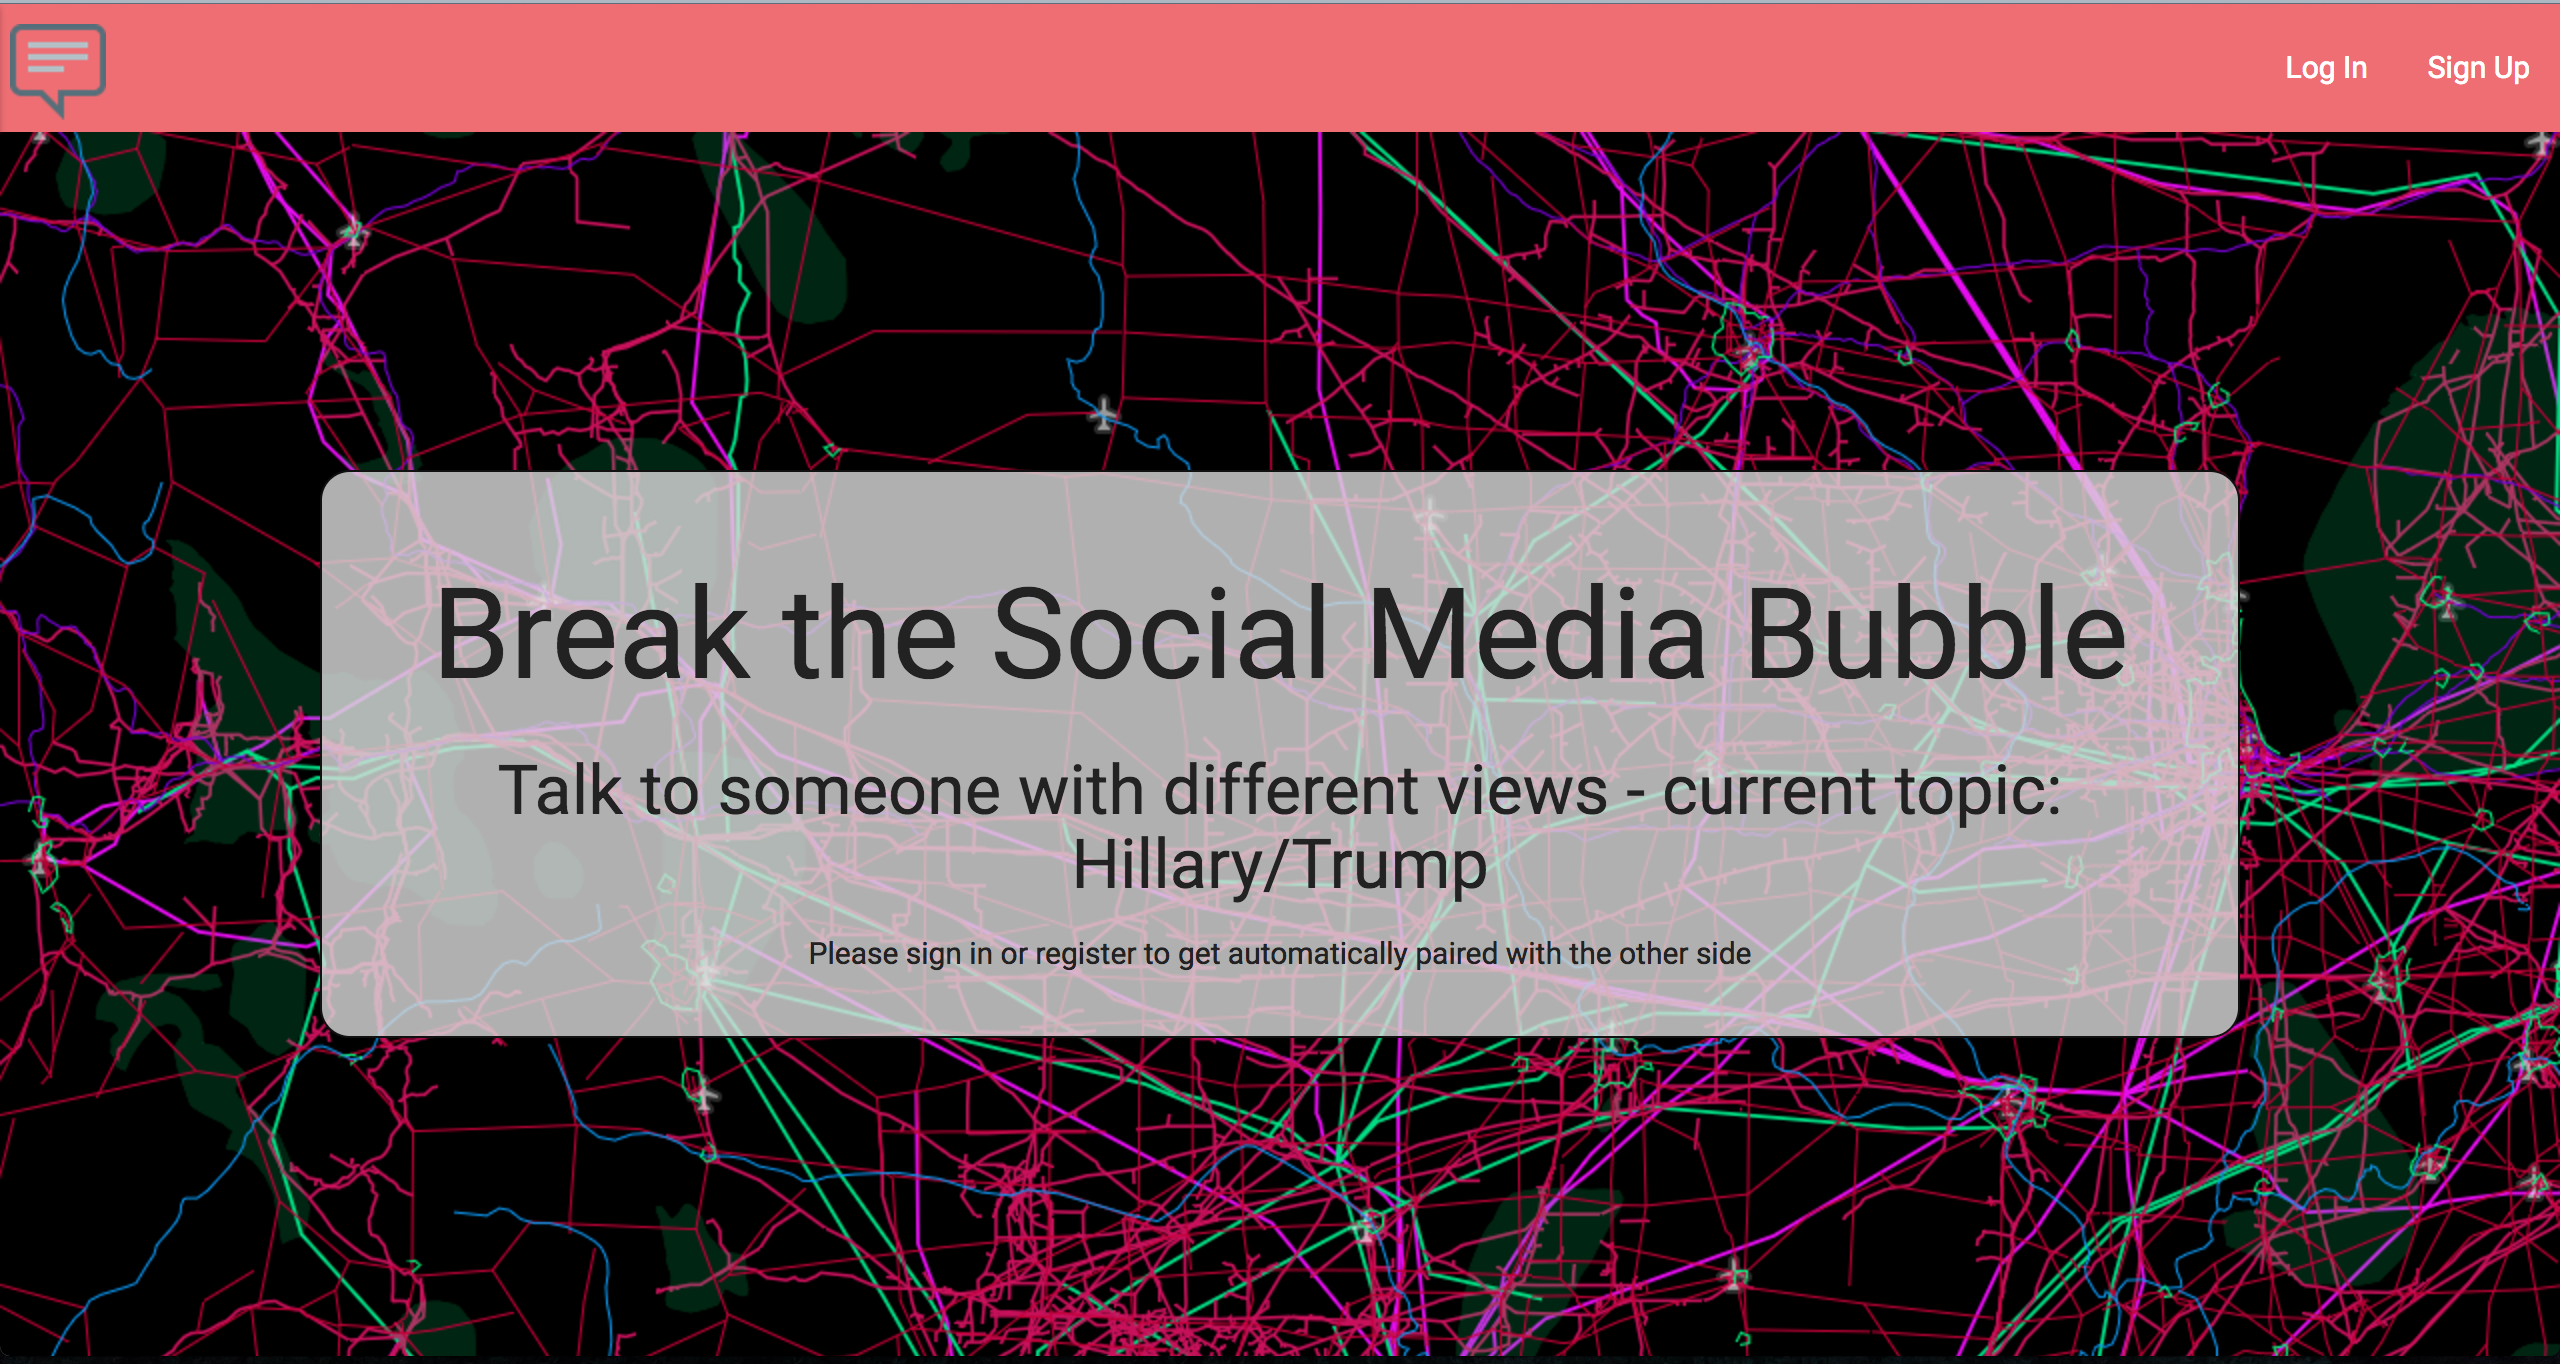 Log In
Sign Up
Break the Social Media Bubble
Talk to someone with different views - current topic:
Hillary/Trump
Please sign in or register to get automatically paired with the other side